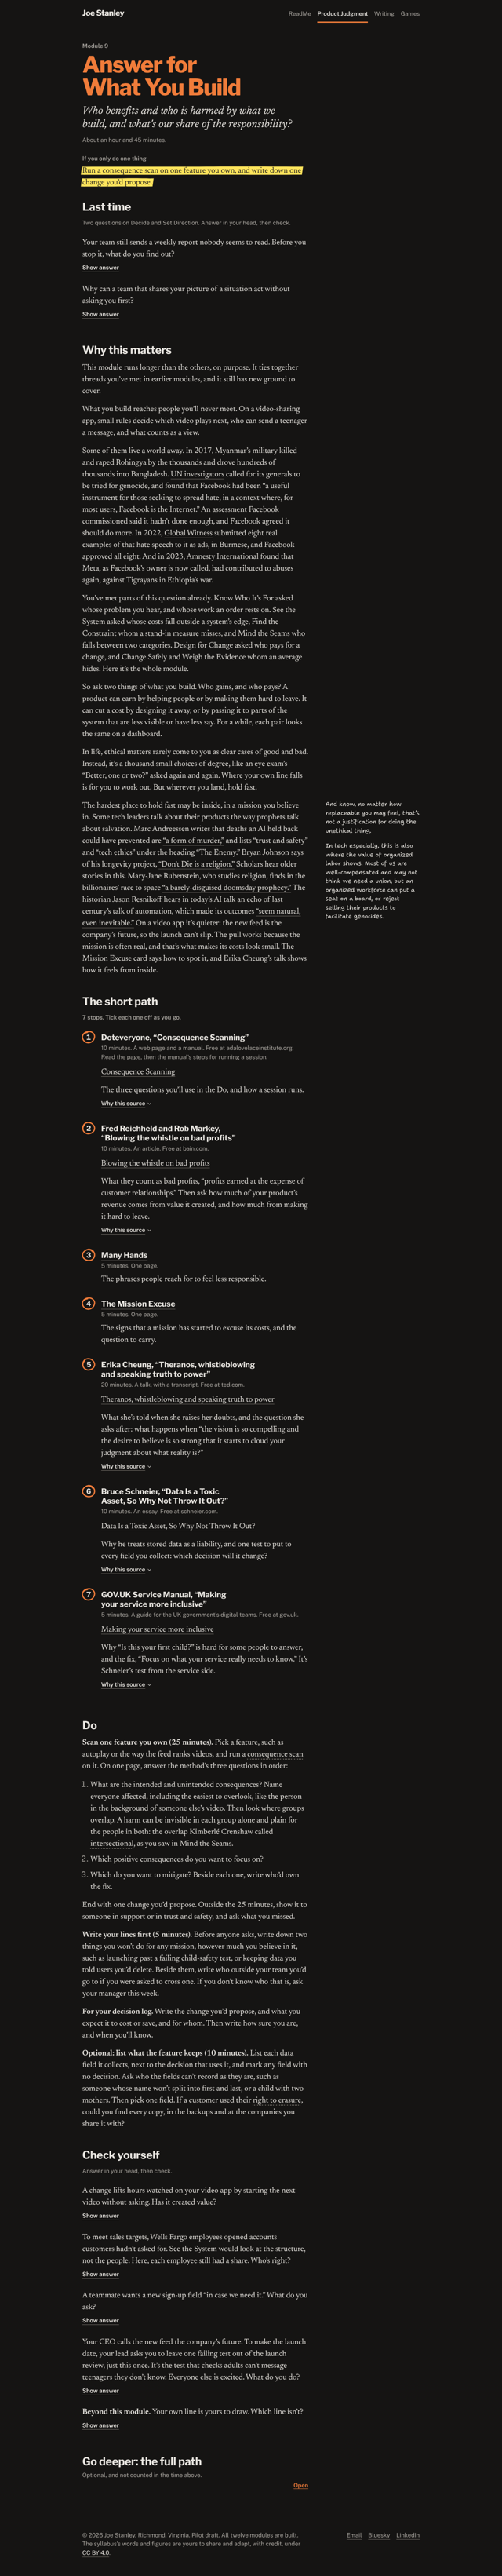 Joe Stanley
ReadMe Product Judgment Writing Games
Module 9
Answer for
What You Build
Who benefits and who is harmed by what we
build, and what's our share of the responsibility?
About an hour and 45 minutes.
If you only do one thing
Run a consequence scan on one feature you own, and write down one
change you'd propose.
Last time
Two questions on Decide and Set Direction. Answer in your head, then check.
Your team still sends a weekly report nobody seems to read. Before you
stop it, what do you find out?
Show answer
Why can a team that shares your picture of a situation act without
asking you first?
Show answer
Why this matters
This module runs longer than the others, on purpose. It ties together
threads you've met in earlier modules, and it still has new ground to
cover.
What you build reaches people you'll never meet. On a video-sharing
app, small rules decide which video plays next, who can send a teenager
a message, and what counts as a view.
Some of them live a world away. In 2017, Myanmar's military killed
and raped Rohingya by the thousands and drove hundreds of
thousands into Bangladesh. UN investigators called for its generals to
be tried for genocide, and found that Facebook had been "a useful
instrument for those seeking to spread hate, in a context where, for
most users, Facebook is the Internet." An assessment Facebook
commissioned said it hadn't done enough, and Facebook agreed it
should do more. In 2022, Global Witness submitted eight real
examples of that hate speech to it as ads, in Burmese, and Facebook
approved all eight. And in 2023, Amnesty International found that
Meta, as Facebook's owner is now called, had contributed to abuses
again, against Tigrayans in Ethiopia's war.
You've met parts of this question already. Know Who It's For asked
whose problem you hear, and whose work an order rests on. See the
System asked whose costs fall outside a system's edge, Find the
Constraint whom a stand-in measure misses, and Mind the Seams who
falls between two categories. Design for Change asked who pays for a
change, and Change Safely and Weigh the Evidence whom an average
hides. Here it's the whole module.
So ask two things of what you build. Who gains, and who pays? A
product can earn by helping people or by making them hard to leave. It
can cut a cost by designing it away, or by passing it to parts of the
system that are less visible or have less say. For a while, each pair looks
the same on a dashboard.
In life, ethical matters rarely come to you as clear cases of good and bad.
Instead, it's a thousand small choices of degree, like an eye exam's
"Better, one or two?" asked again and again. Where your own line falls
is for you to work out. But wherever you land, hold fast.
The hardest place to hold fast may be inside, in a mission you believe
in. Some tech leaders talk about their products the way prophets talk
about salvation. Marc Andreessen writes that deaths an AI held back
could have prevented are "a form of murder," and lists "trust and safety"
and "tech ethics" under the heading "The Enemy." Bryan Johnson says
of his longevity project, "Don't Die is a religion." Scholars hear older
stories in this. Mary-Jane Rubenstein, who studies religion, finds in the
billionaires' race to space "a barely-disguised doomsday prophecy." The
historian Jason Resnikoff hears in today's AI talk an echo of last
century's talk of automation, which made its outcomes "seem natural,
even inevitable." On a video app it's quieter: the new feed is the
company's future, so the launch can't slip. The pull works because the
mission is often real, and that's what makes its costs look small. The
Mission Excuse card says how to spot it, and Erika Cheung's talk shows
how it feels from inside.
And know, no matter how
replaceable you may feel, that's
not a justification for doing the
unethical thing.
In tech especially, this is also
where the value of organized
labor shows. Most of us are
well-compensated and may not
think we need a union, but an
organized workforce can put a
seat on a board, or reject
selling their products to
facilitate genocides.
The short path
7 stops. Tick each one off as you go.
1
Doteveryone, "Consequence Scanning"
10 minutes. A web page and a manual. Free at adalovelaceinstitute.org.
Read the page, then the manual's steps for running a session.
Consequence Scanning
The three questions you'll use in the Do, and how a session runs.
Why this source
2
Fred Reichheld and Rob Markey,
"Blowing the whistle on bad profits"
10 minutes. An article. Free at bain.com.
Blowing the whistle on bad profits
What they count as bad profits, "profits earned at the expense of
customer relationships." Then ask how much of your product's
revenue comes from value it created, and how much from making
it hard to leave.
Why this source
3
Many Hands
5 minutes. One page.
The phrases people reach for to feel less responsible.
4
The Mission Excuse
5 minutes. One page.
The signs that a mission has started to excuse its costs, and the
question to carry.
5
Erika Cheung, "Theranos, whistleblowing
and speaking truth to power"
20 minutes. A talk, with a transcript. Free at ted.com.
Theranos, whistleblowing and speaking truth to power
What she's told when she raises her doubts, and the question she
asks after: what happens when "the vision is so compelling and
the desire to believe is so strong that it starts to cloud your
judgment about what reality is?"
Why this source
6
Bruce Schneier, "Data Is a Toxic
Asset, So Why Not Throw It Out?"
10 minutes. An essay. Free at schneier.com.
Data Is a Toxic Asset, So Why Not Throw It Out?
Why he treats stored data as a liability, and one test to put to
every field you collect: which decision will it change?
Why this source
7
GOV.UK Service Manual, "Making
your service more inclusive"
5 minutes. A guide for the UK government's digital teams. Free at gov.uk.
Making your service more inclusive
Why "Is this your first child?" is hard for some people to answer,
and the fix, "Focus on what your service really needs to know." It's
Schneier's test from the service side.
Why this source
Do
Scan one feature you own (25 minutes). Pick a feature, such as
autoplay or the way the feed ranks videos, and run a consequence scan
on it. On one page, answer the method's three questions in order:
1. What are the intended and unintended consequences? Name
everyone affected, including the easiest to overlook, like the person
in the background of someone else's video. Then look where groups
overlap. A harm can be invisible in each group alone and plain for
the people in both: the overlap Kimberlé Crenshaw called
intersectional, as you saw in Mind the Seams.
2. Which positive consequences do you want to focus on?
3. Which do you want to mitigate? Beside each one, write who'd own
the fix.
End with one change you'd propose. Outside the 25 minutes, show it to
someone in support or in trust and safety, and ask what you missed.
Write your lines first (5 minutes). Before anyone asks, write down two
things you won't do for any mission, however much you believe in it,
such as launching past a failing child-safety test, or keeping data you
told users you'd delete. Beside them, write who outside your team you'd
go to if you were asked to cross one. If you don't know who that is, ask
your manager this week.
For your decision log. Write the change you'd propose, and what you
expect it to cost or save, and for whom. Then write how sure you are,
and when you'll know.
Optional: list what the feature keeps (10 minutes). List each data
field it collects, next to the decision that uses it, and mark any field with
no decision. Ask who the fields can't record as they are, such as
someone whose name won't split into first and last, or a child with two
mothers. Then pick one field. If a customer used their right to erasure,
could you find every copy, in the backups and at the companies you
share it with?
Check yourself
Answer in your head, then check.
A change lifts hours watched on your video app by starting the next
video without asking. Has it created value?
Show answer
To meet sales targets, Wells Fargo employees opened accounts
customers hadn't asked for. See the System would look at the structure,
not the people. Here, each employee still had a share. Who's right?
Show answer
A teammate wants a new sign-up field "in case we need it." What do you
ask?
Show answer
Your CEO calls the new feed the company's future. To make the launch
date, your lead asks you to leave one failing test out of the launch
review, just this once. It's the test that checks adults can't message
teenagers they don't know. Everyone else is excited. What do you do?
Show answer
Beyond this module. Your own line is yours to draw. Which line isn't?
Show answer
Go deeper: the full path
Optional, and not counted in the time above.
Open
© 2026 Joe Stanley, Richmond, Virginia. Pilot draft. All twelve modules are built.
The syllabus's words and figures are yours to share and adapt, with credit, under
CC BY 4.0.
Email Bluesky LinkedIn